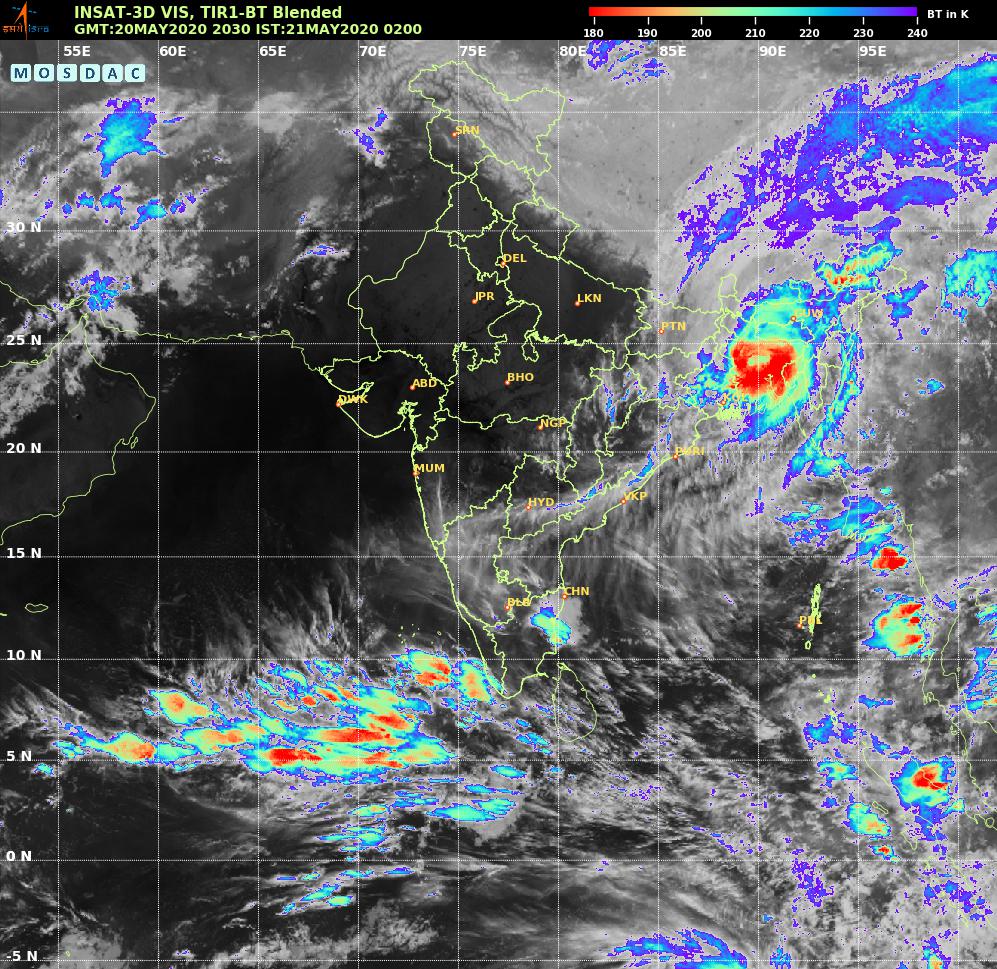 INSAT-3D VIS, TIR1-BT Blended
GMT:20MAY2020 2030 IST:21MAY2020 0200
180 190 200 210 220 230 240 BT in K
55E 60E 65E 70E 75E 80E 85E 90E 95E
MOSDAC
SRN
30 N
DEL
JPR LKN
GUW
PTN
25 N
ABD BHO
DWK
NGP
20 N PURI
MUM
HYD VKP
15 N
BLR CHN
PBL
10 N
5 N
0 N
-5 N